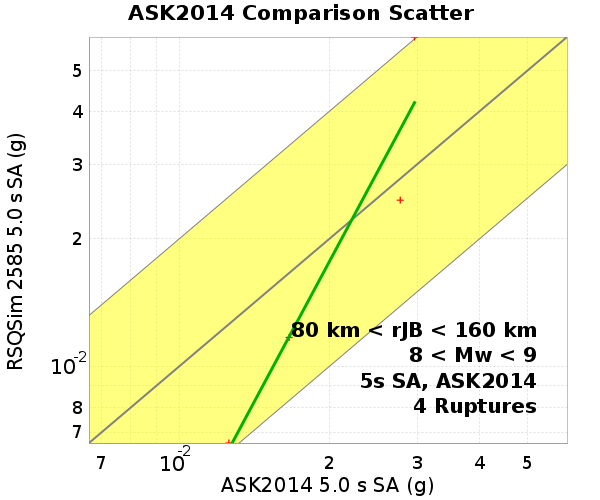 ASK2014 Comparison Scatter
RSQSim 2585 5.0 s SA (g)
5
4
3
2
10-2
8
7
80 km < rJB < 160 km
8 < Mw < 9
5s SA, ASK2014
4 Ruptures
7
10-2
2
3
4
5
ASK2014 5.0 s SA (g)